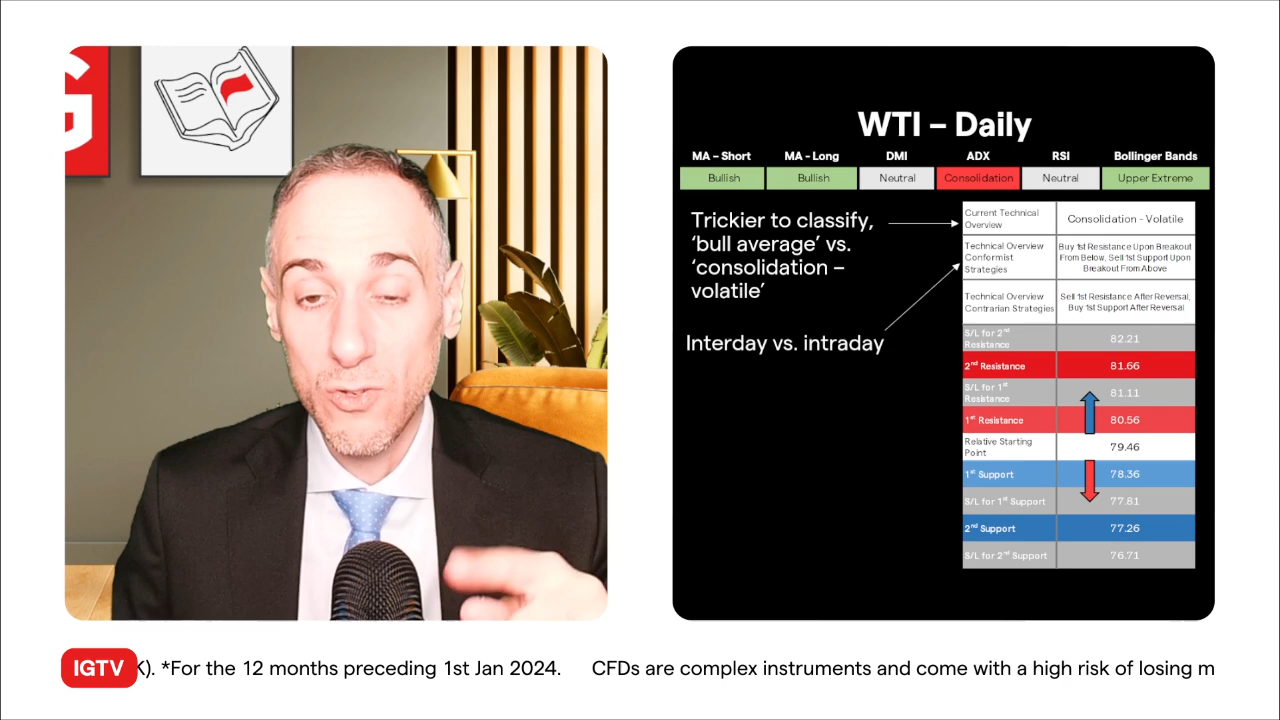 G
WTI – Daily
MA – Short MA - Long DMI ADX RSI Bollinger Bands
Bullish Bullish Neutral Consolidation Neutral Upper Extreme
Trickier to classify,
‘bull average’ vs.
‘consolidation –
volatile’
Interday vs. intraday
Current Technical
Overview
Consolidation - Volatile
Technical Overview
Conformist
Strategies
Buy 1st Resistance Upon Breakout
From Below, Sell 1st Support Upon
Breakout From Above
Technical Overview
Contrarian Strategies
Sell 1st Resistance After Reversal,
Buy 1st Support After Reversal
S/L for 2nd
Resistance
82.21
2nd Resistance 81.66
S/L for 1st
Resistance
81.11
1st Resistance 80.56
Relative Starting
Point
79.46
1st Support 78.36
S/L for 1st Support 77.81
2nd Support 77.26
S/L for 2nd Support 76.71
IGTV K). *For the 12 months preceding 1st Jan 2024. CFDs are complex instruments and come with a high risk of losing m